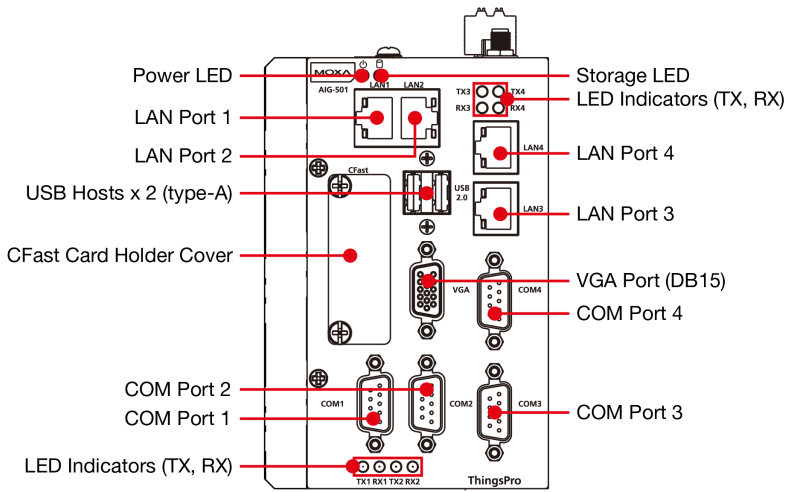 Power LED
Storage LED
MOXA
LAN1 LAN2
AIG-501
TX3 TX4
LED Indicators (TX, RX)
RX3 RX4
LAN Port 1
LAN Port 2
LAN4
LAN Port 4
CFast
USB Hosts x 2 (type-A)
USB
2.0
LAN3
LAN Port 3
CFast Card Holder Cover
VGA Port (DB15)
VGA
COM4
COM Port 4
COM Port 2
COM1
COM2
COM3
COM Port 1
COM Port 3
LED Indicators (TX, RX)
TX1 RX1 TX2 RX2
ThingsPro